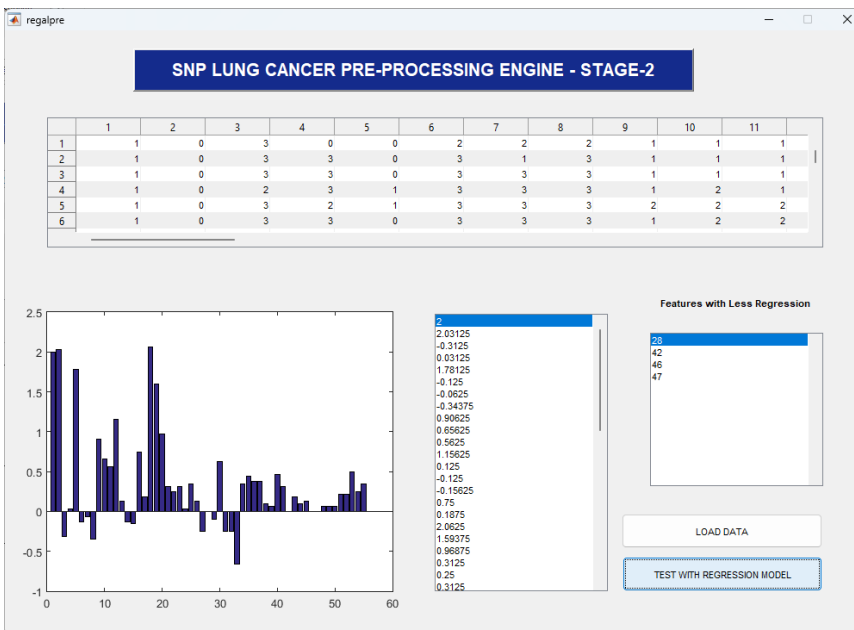 regalpre
SNP LUNG CANCER PRE-PROCESSING ENGINE - STAGE-2
1 2 3 4 5 6 7 8 9 10 11
1 1 0 3 0 0 2 2 2 1 1 1
2 1 0 3 3 0 3 1 3 1 1 1
3 1 0 3 3 0 3 3 3 1 1 1
4 1 0 2 3 1 3 3 3 1 2 1
5 1 0 3 2 1 3 3 3 2 2 2
6 1 0 3 3 0 3 3 3 1 2 2
2.5
2
1.5
1
0.5
0
-0.5
-1
0 10 20 30 40 50 60
2
2.03125
-0.3125
0.03125
1.78125
-0.125
-0.0625
-0.34375
0.90625
0.65625
0.5625
1.15625
0.125
-0.125
-0.15625
0.75
0.1875
2.0625
1.59375
0.96875
0.3125
0.25
0.3125
Features with Less Regression
28
42
46
47
LOAD DATA
TEST WITH REGRESSION MODEL